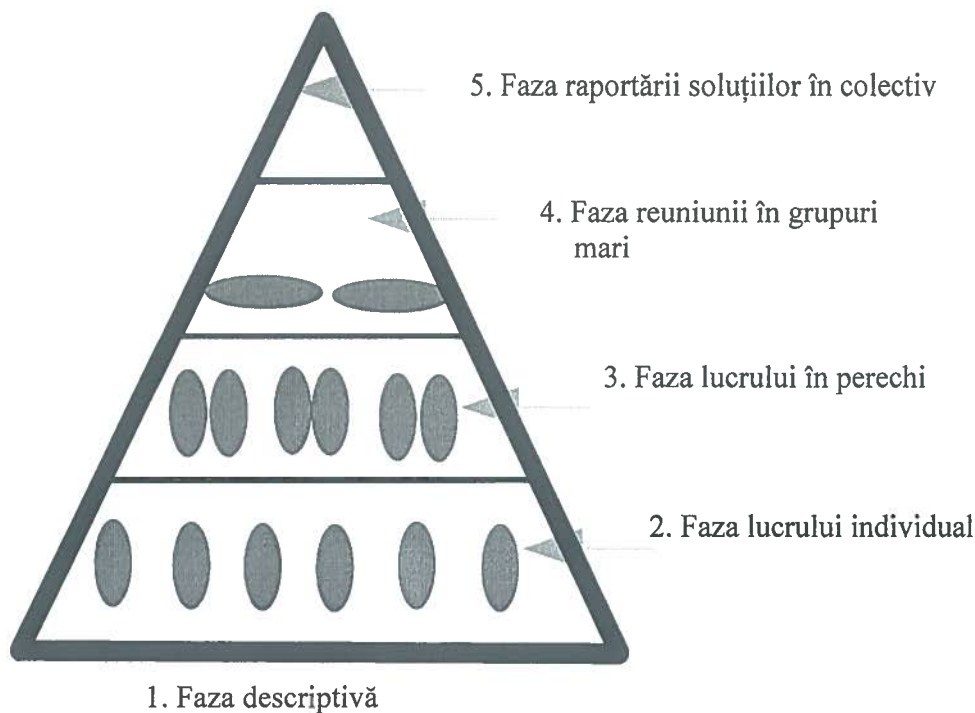 5. Faza raportării soluțiilor în colectiv
4. Faza reuniunii în grupuri
mari
3. Faza lucrului în perechi
2. Faza lucrului individual
1. Faza descriptivă